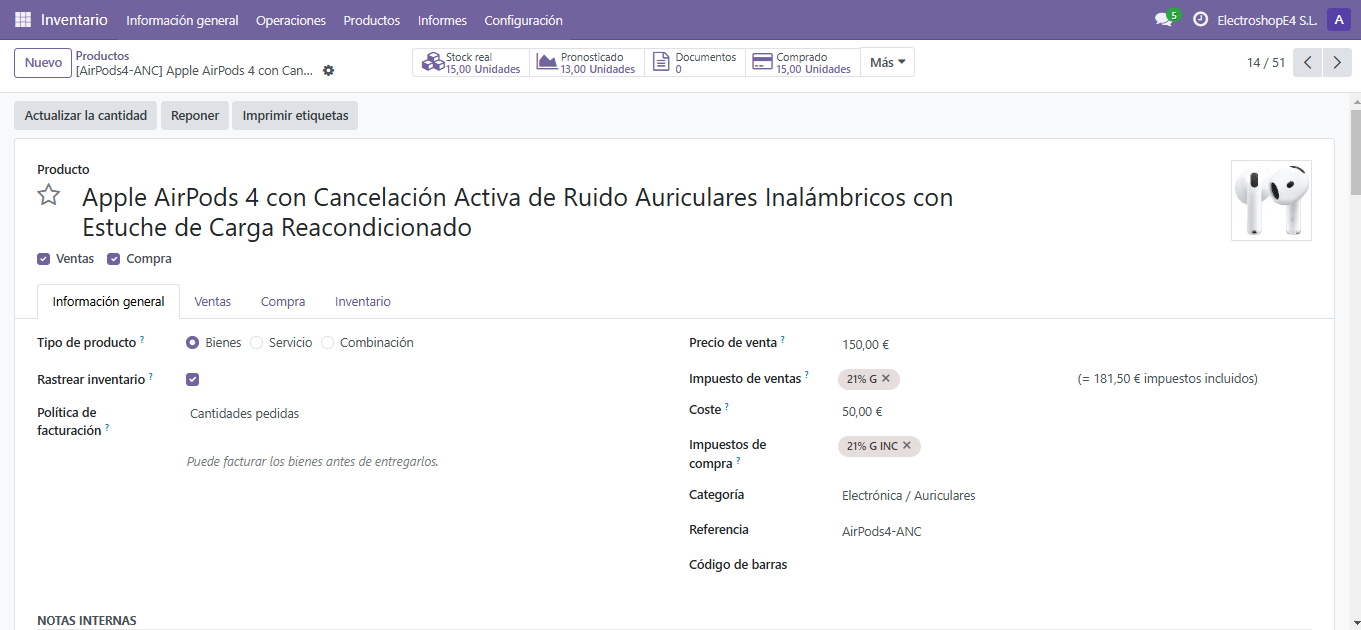 Inventario Información general Operaciones Productos Informes Configuración 5 ElectroshopE4 S.L. A
Nuevo
Productos
[AirPods4-ANC] Apple AirPods 4 con Can...
Stock real
15,00 Unidades
Pronosticado
13,00 Unidades
Documentos
0
Comprado
15,00 Unidades
Más
14 / 51
Actualizar la cantidad Reponer Imprimir etiquetas
Producto
Apple AirPods 4 con Cancelación Activa de Ruido Auriculares Inalámbricos con
Estuche de Carga Reacondicionado
Ventas Compra
Información general Ventas Compra Inventario
Tipo de producto ? Bienes Servicio Combinación
Rastrear inventario ?
Política de
facturación ?
Cantidades pedidas
Puede facturar los bienes antes de entregarlos.
Precio de venta ? 150,00 €
Impuesto de ventas ? 21% G ✕ (= 181,50 € impuestos incluidos)
Coste ? 50,00 €
Impuestos de
compra ?
21% G INC ✕
Categoría Electrónica / Auriculares
Referencia AirPods4-ANC
Código de barras
NOTAS INTERNAS